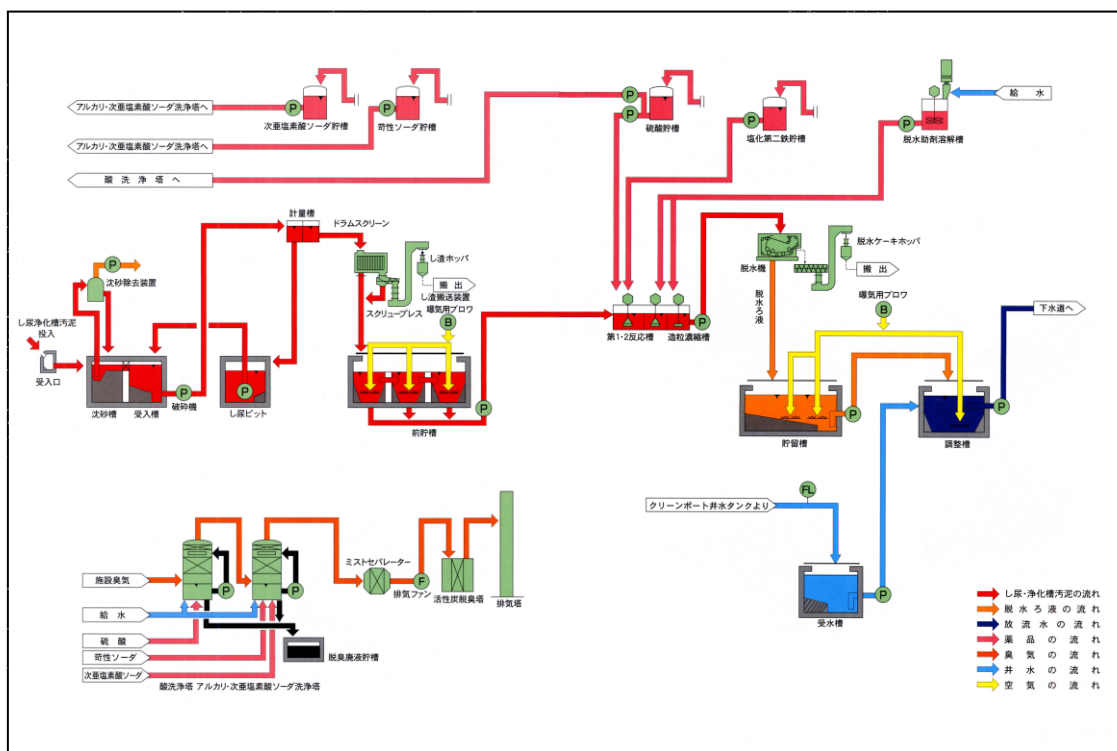 アルカリ・次亜塩素酸ソーダ洗浄塔へ
P
次亜塩素酸ソーダ貯槽
P
苛性ソーダ貯槽
アルカリ・次亜塩素酸ソーダ洗浄塔へ
酸洗浄塔へ
P
P
硫酸貯槽
P
塩化第二鉄貯槽
給水
P
脱水助剤溶解槽
計量槽
ドラムスクリーン
し渣ホッパ
搬出
し渣搬送装置
スクリュープレス
曝気用ブロワ
B
P
沈砂除去装置
し尿浄化槽汚泥
投入
受入口
沈砂槽
受入槽
P
破砕機
P
し尿ピット
前貯槽
P
第1・2反応槽
造粒濃縮槽
P
脱水機
脱水ケーキホッパ
搬出
脱水ろ液
曝気用ブロワ
B
下水道へ
貯留槽
P
調整槽
P
クリーンポート井水タンクより
FL
受水槽
P
施設臭気
給水
硫酸
苛性ソーダ
次亜塩素酸ソーダ
P
P
酸洗浄塔
アルカリ・次亜塩素酸ソーダ洗浄塔
脱臭廃液貯槽
ミストセパレーター
F
排気ファン
活性炭脱臭塔
排気塔
し尿・浄化槽汚泥の流れ
脱水ろ液の流れ
放流水の流れ
薬品の流れ
臭気の流れ
井水の流れ
空気の流れ